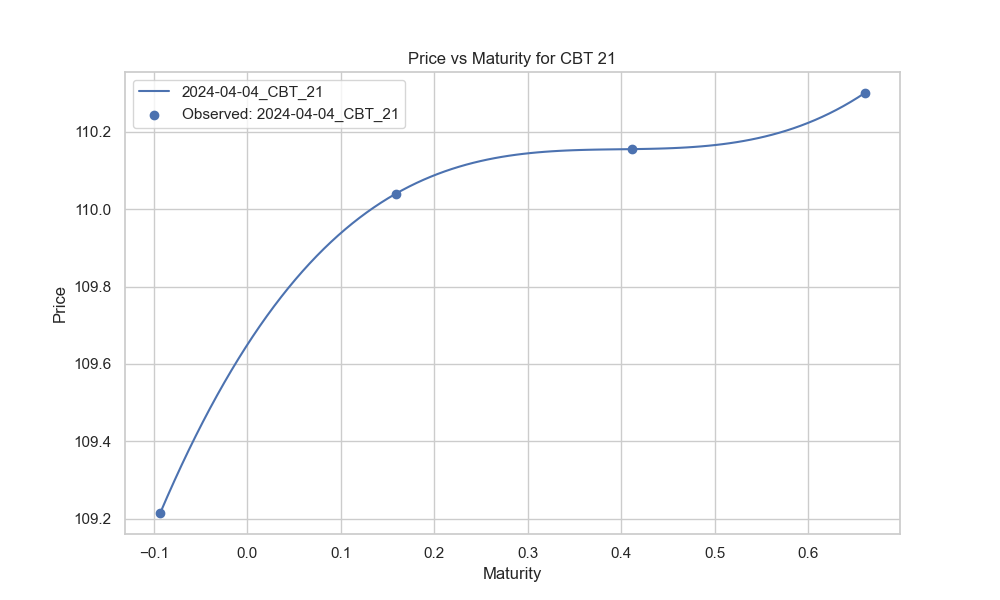 Price vs Maturity for CBT 21
2024-04-04_CBT_21
Observed: 2024-04-04_CBT_21
Price
110.2
110.0
109.8
109.6
109.4
109.2
−0.1 0.0 0.1 0.2 0.3 0.4 0.5 0.6
Maturity